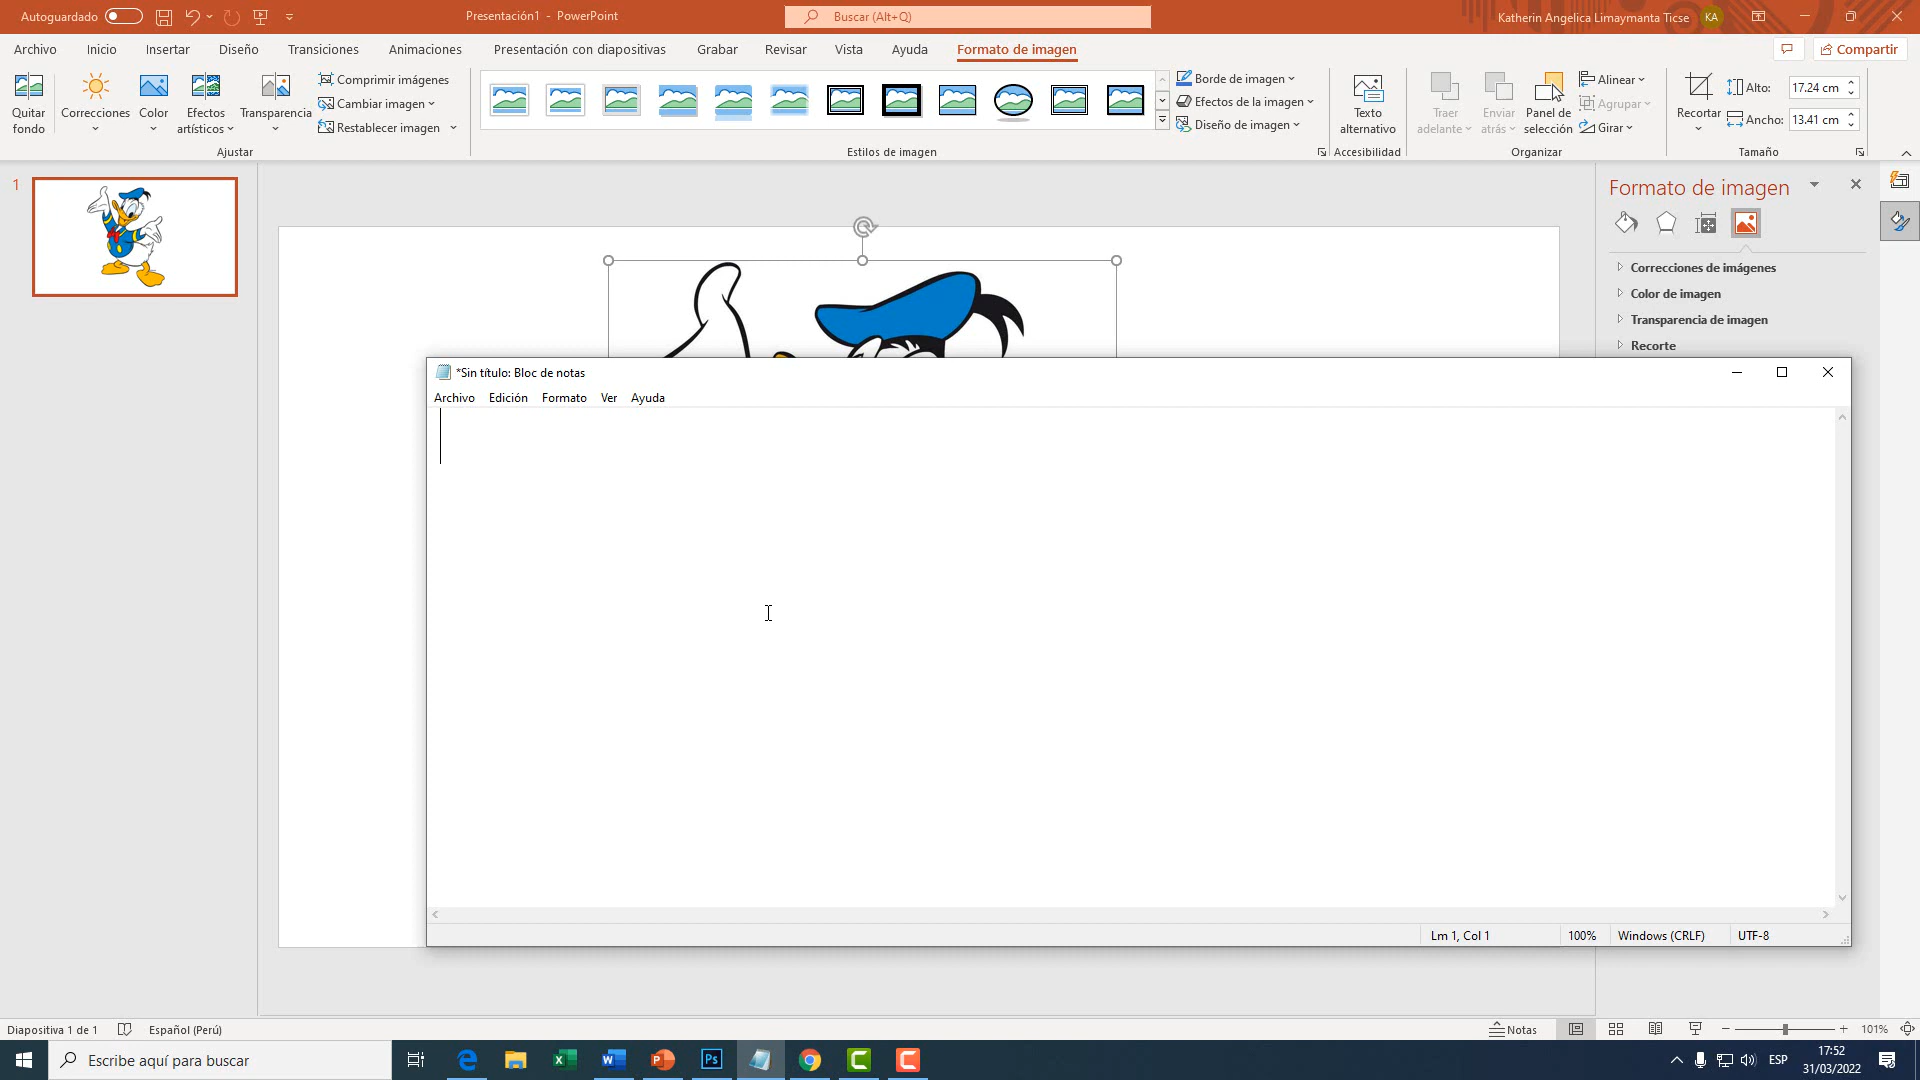 Autoguardado
Presentación1 - PowerPoint
Buscar (Alt+Q)
Katherin Angelica Limaymanta Ticse
KA
Archivo Inicio Insertar Diseño Transiciones Animaciones Presentación con diapositivas Grabar Revisar Vista Ayuda Formato de imagen
Compartir
Quitar fondo
Correcciones
Color
Efectos artísticos
Transparencia
Comprimir imágenes
Cambiar imagen
Restablecer imagen
Ajustar
Estilos de imagen
Borde de imagen
Efectos de la imagen
Diseño de imagen
Texto alternativo
Accesibilidad
Traer adelante
Enviar atrás
Panel de selección
Alinear
Agrupar
Girar
Organizar
Recortar
Alto: 17.24 cm
Ancho: 13.41 cm
Tamaño
1
Formato de imagen
Correcciones de imágenes
Color de imagen
Transparencia de imagen
Recorte
*Sin título: Bloc de notas
Archivo Edición Formato Ver Ayuda
Lm 1, Col 1
100%
Windows (CRLF)
UTF-8
Diapositiva 1 de 1
Español (Perú)
Notas
101%
Escribe aquí para buscar
Ps
ESP
17:52
31/03/2022